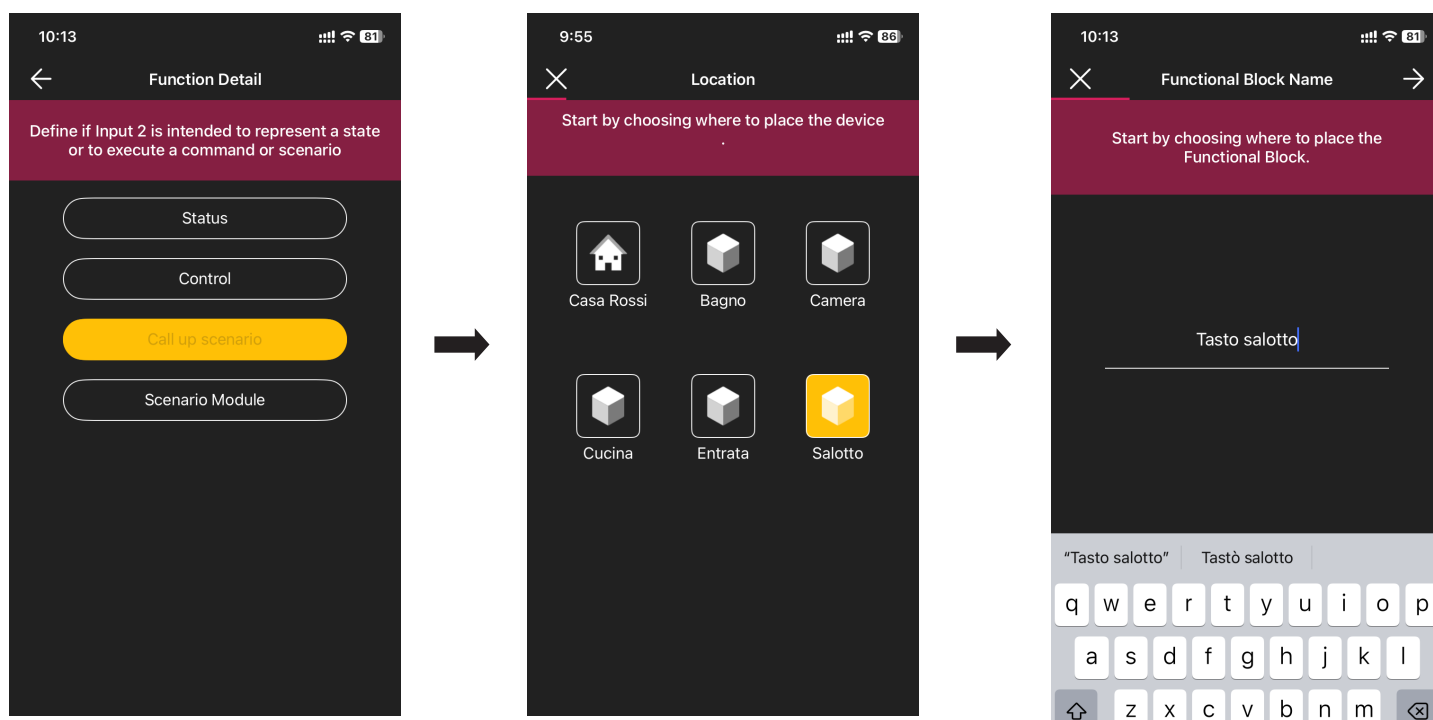 10:13
81
Function Detail
Define if Input 2 is intended to represent a state
or to execute a command or scenario
Status
Control
Call up scenario
Scenario Module
9:55
86
Location
Start by choosing where to place the device
.
Casa Rossi
Bagno
Camera
Cucina
Entrata
Salotto
10:13
81
Functional Block Name
Start by choosing where to place the
Functional Block.
Tasto salotto
“Tasto salotto”
Tastò salotto
q w e r t y u i o p
a s d f g h j k l
z x c v b n m